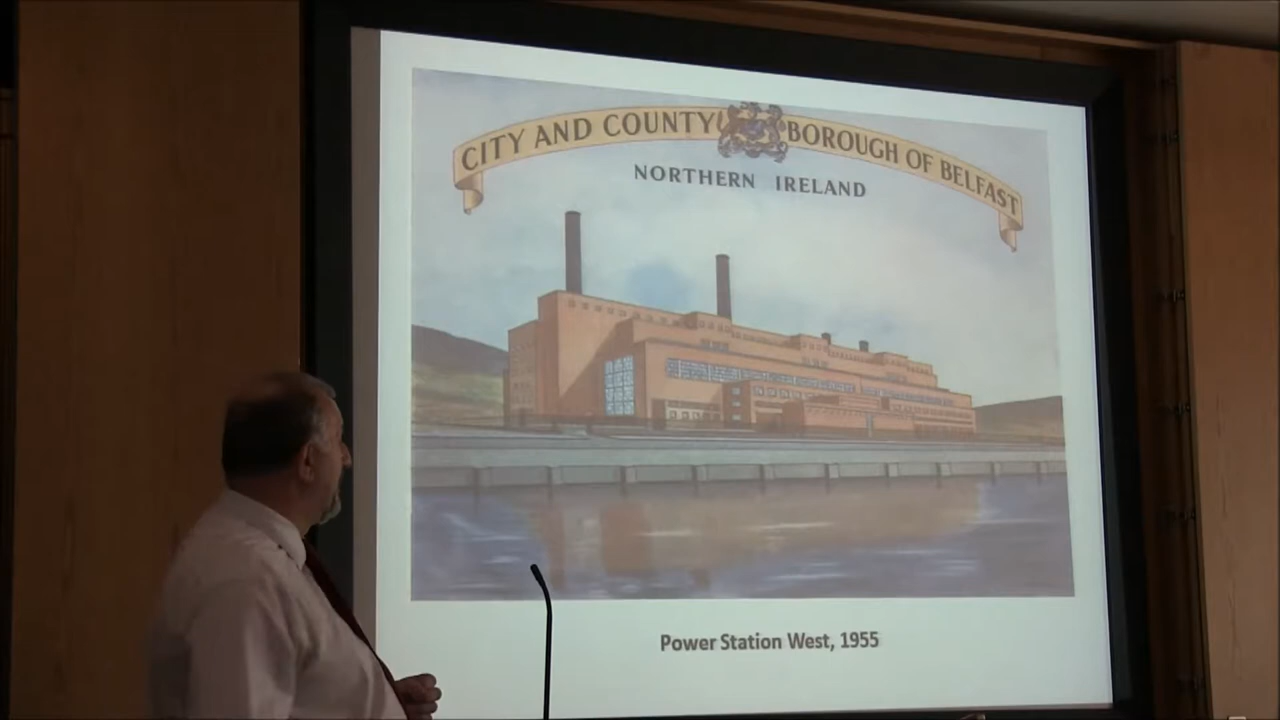 CITY AND COUNTY BOROUGH OF BELFAST
NORTHERN IRELAND
Power Station West, 1955